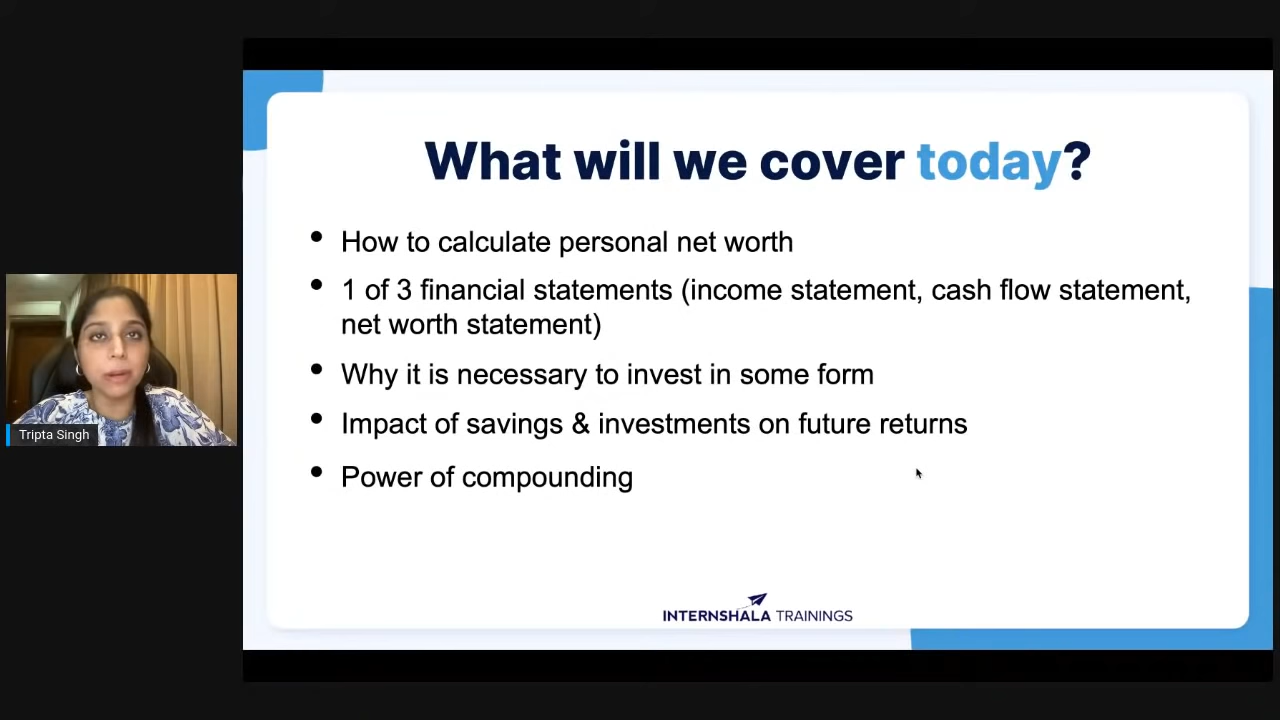 What will we cover today?
• How to calculate personal net worth
• 1 of 3 financial statements (income statement, cash flow statement,
net worth statement)
• Why it is necessary to invest in some form
• Impact of savings & investments on future returns
• Power of compounding
Tripta Singh
INTERNSHALA TRAININGS